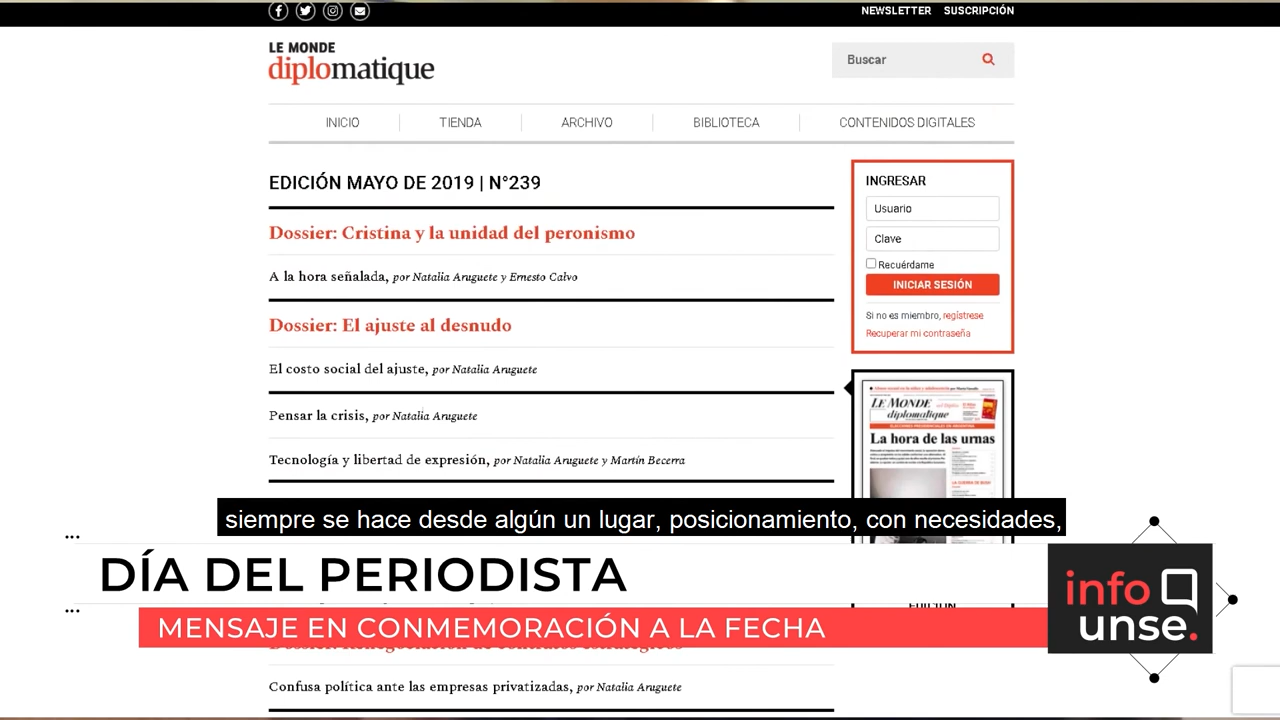 NEWSLETTER SUSCRIPCIÓN
LE MONDE
diplomatique
Buscar
INICIO
TIENDA
ARCHIVO
BIBLIOTECA
CONTENIDOS DIGITALES
EDICIÓN MAYO DE 2019 | N°239
Dossier: Cristina y la unidad del peronismo
A la hora señalada, por Natalia Aruguete y Ernesto Calvo
Dossier: El ajuste al desnudo
El costo social del ajuste, por Natalia Aruguete
Pensar la crisis, por Natalia Aruguete
Tecnología y libertad de expresión, por Natalia Aruguete y Martín Becerra
INGRESAR
Usuario
Clave
Recuérdame
INICIAR SESIÓN
Si no es miembro, regístrese
Recuperar mi contraseña
LE MONDE
diplomatique
La hora de las urnas
siempre se hace desde algún un lugar, posicionamiento, con necesidades,
DÍA DEL PERIODISTA
MENSAJE EN CONMEMORACIÓN A LA FECHA
info
unse.
Confusa política ante las empresas privatizadas, por Natalia Aruguete